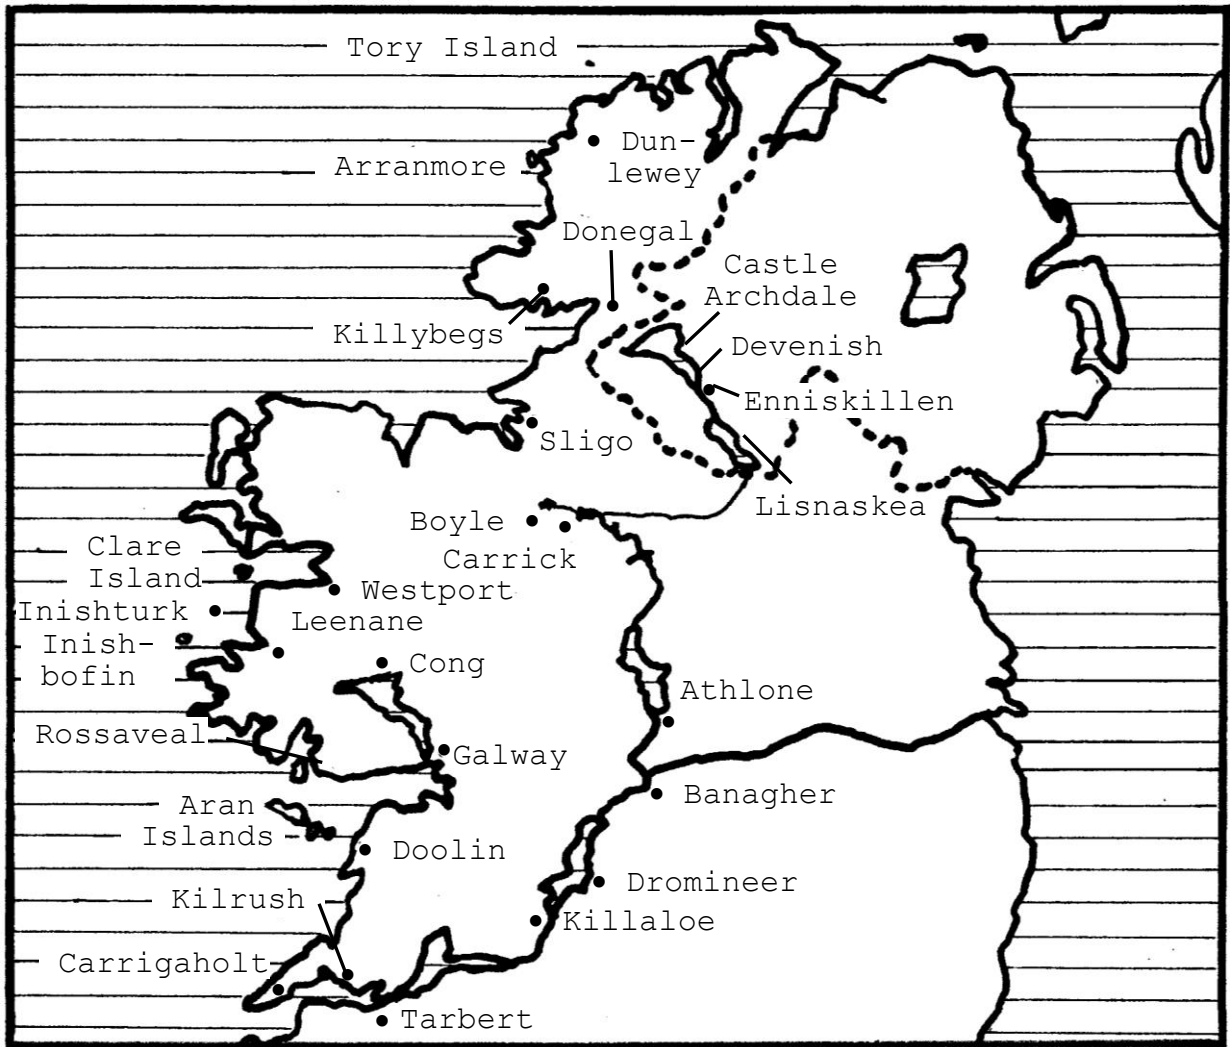 Tory Island
Dun-
lewey
Arranmore
Donegal
Castle
Archdale
Killybegs
Devenish
Enniskillen
Sligo
Lisnaskea
Boyle
Carrick
Clare
Island
Westport
Inishturk
Leenane
Inish-
bofin
Cong
Athlone
Rossaveal
Galway
Banagher
Aran
Islands
Doolin
Dromineer
Kilrush
Killaloe
Carrigaholt
Tarbert